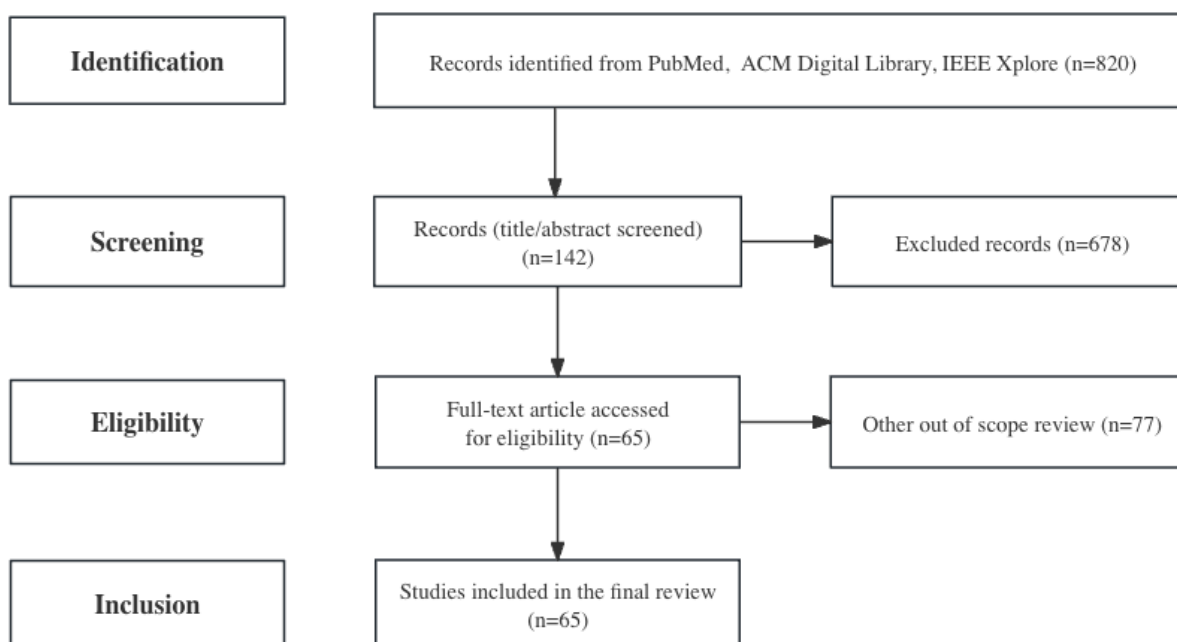 Identification
Records identified from PubMed, ACM Digital Library, IEEE Xplore (n=820)
Screening
Records (title/abstract screened)
(n=142)
Excluded records (n=678)
Eligibility
Full-text article accessed
for eligibility (n=65)
Other out of scope review (n=77)
Inclusion
Studies included in the final review
(n=65)